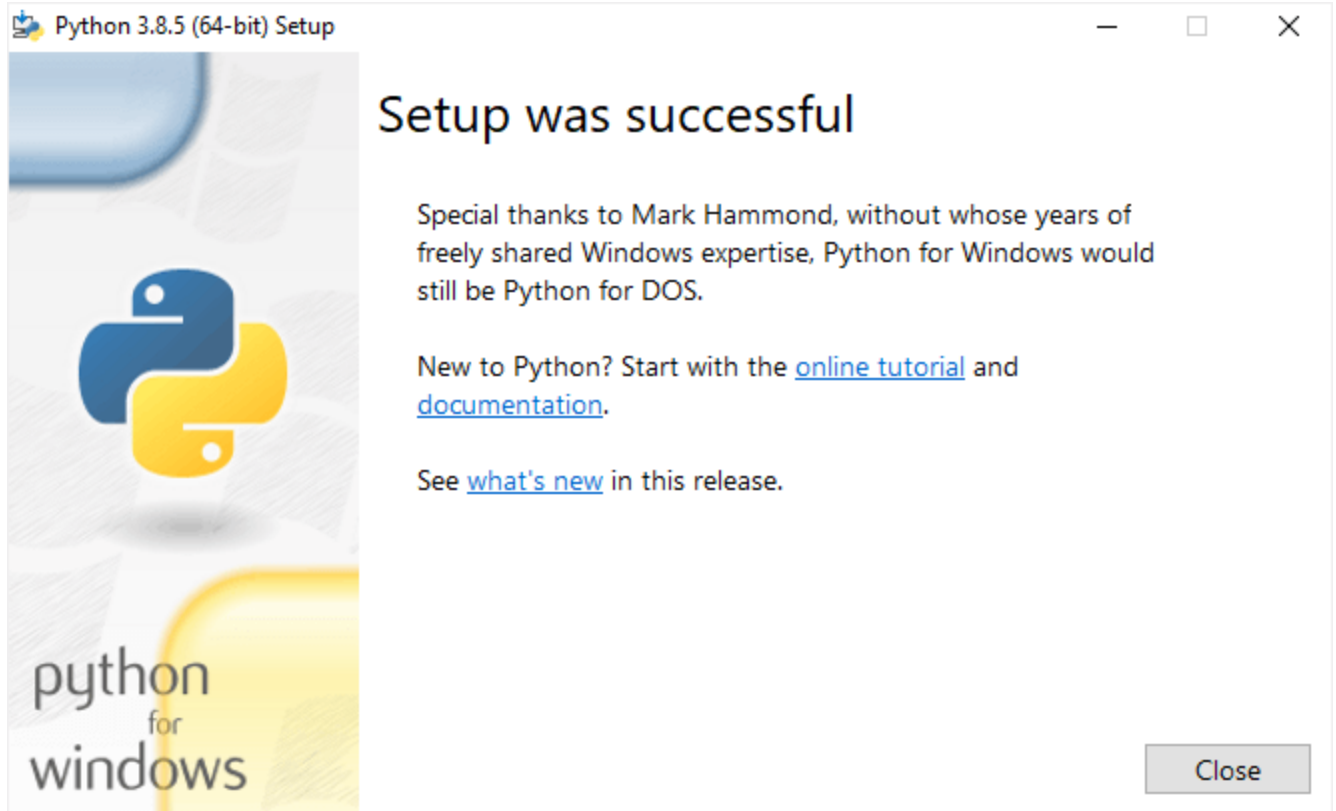 Python 3.8.5 (64-bit) Setup
Setup was successful
Special thanks to Mark Hammond, without whose years of
freely shared Windows expertise, Python for Windows would
still be Python for DOS.
New to Python? Start with the online tutorial and
documentation.
See what's new in this release.
python
for
windows
Close